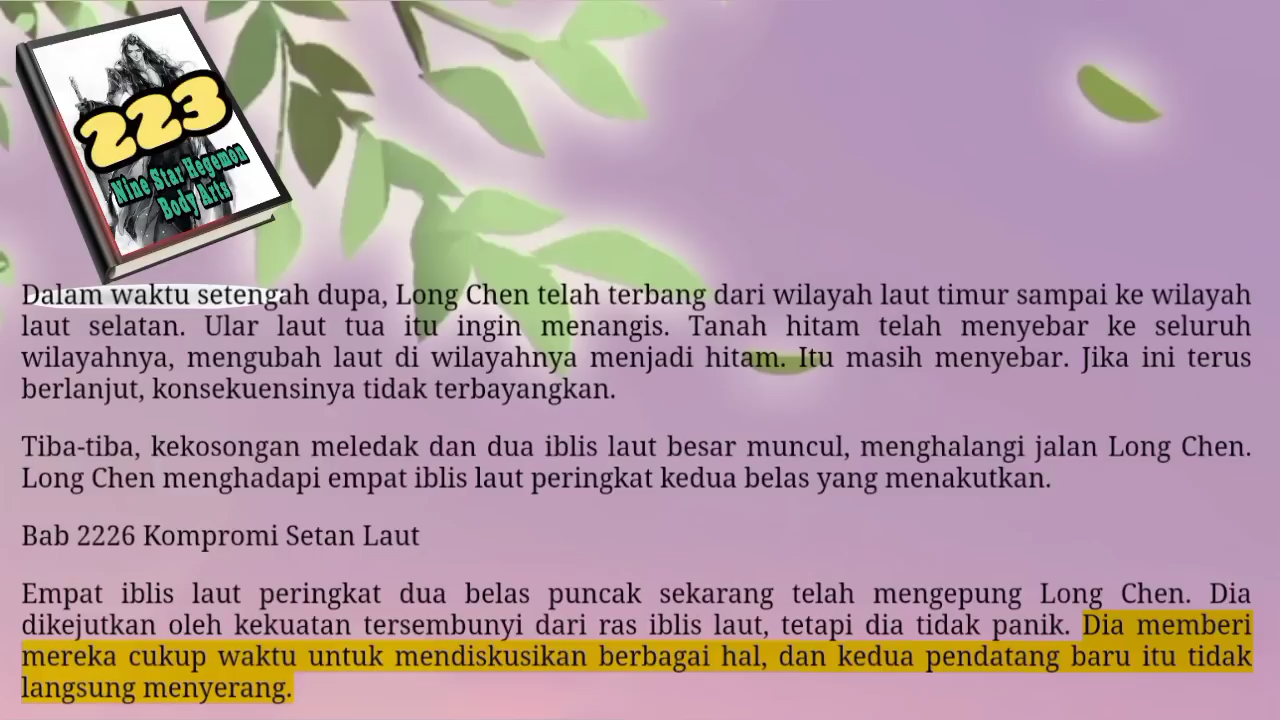 223
Nine Star Hegemon
Body Arts
Dalam waktu setengah dupa, Long Chen telah terbang dari wilayah laut timur sampai ke wilayah
laut selatan. Ular laut tua itu ingin menangis. Tanah hitam telah menyebar ke seluruh
wilayahnya, mengubah laut di wilayahnya menjadi hitam. Itu masih menyebar. Jika ini terus
berlanjut, konsekuensinya tidak terbayangkan.
Tiba-tiba, kekosongan meledak dan dua iblis laut besar muncul, menghalangi jalan Long Chen.
Long Chen menghadapi empat iblis laut peringkat kedua belas yang menakutkan.
Bab 2226 Kompromi Setan Laut
Empat iblis laut peringkat dua belas puncak sekarang telah mengepung Long Chen. Dia
dikejutkan oleh kekuatan tersembunyi dari ras iblis laut, tetapi dia tidak panik. Dia memberi
mereka cukup waktu untuk mendiskusikan berbagai hal, dan kedua pendatang baru itu tidak
langsung menyerang.